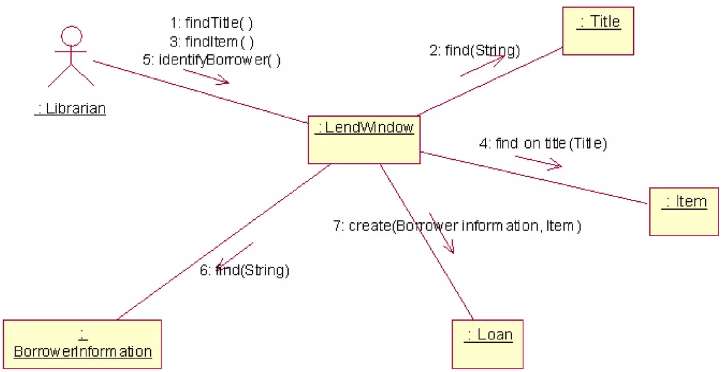 1: findTitle( )
3: findItem( )
5: identifyBorrower( )
: Librarian
: Title
2: find(String)
: LendWindow
4: find on title(Title)
: Item
7: create(Borrower information, Item)
6: find(String)
:
BorrowerInformation
: Loan